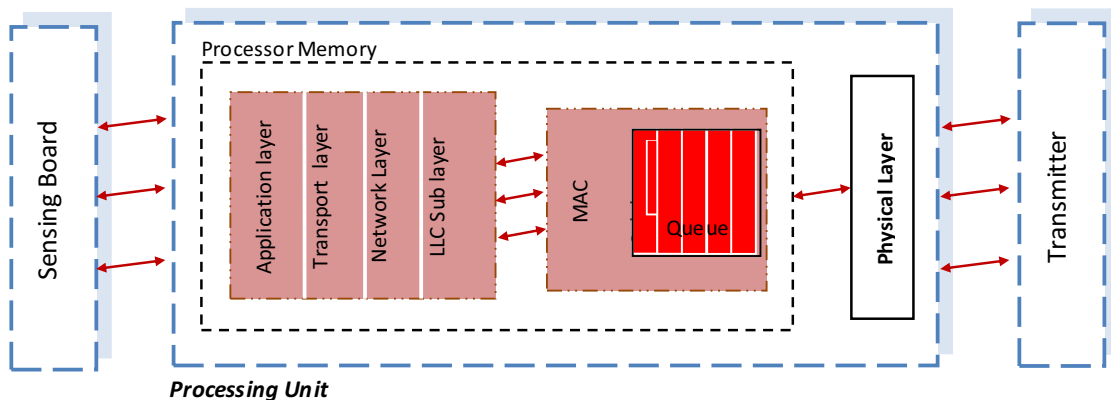 Processor Memory
Sensing Board
Application layer
Transport layer
Network Layer
LLC Sub layer
MAC
Queue
Physical Layer
Transmitter
Processing Unit